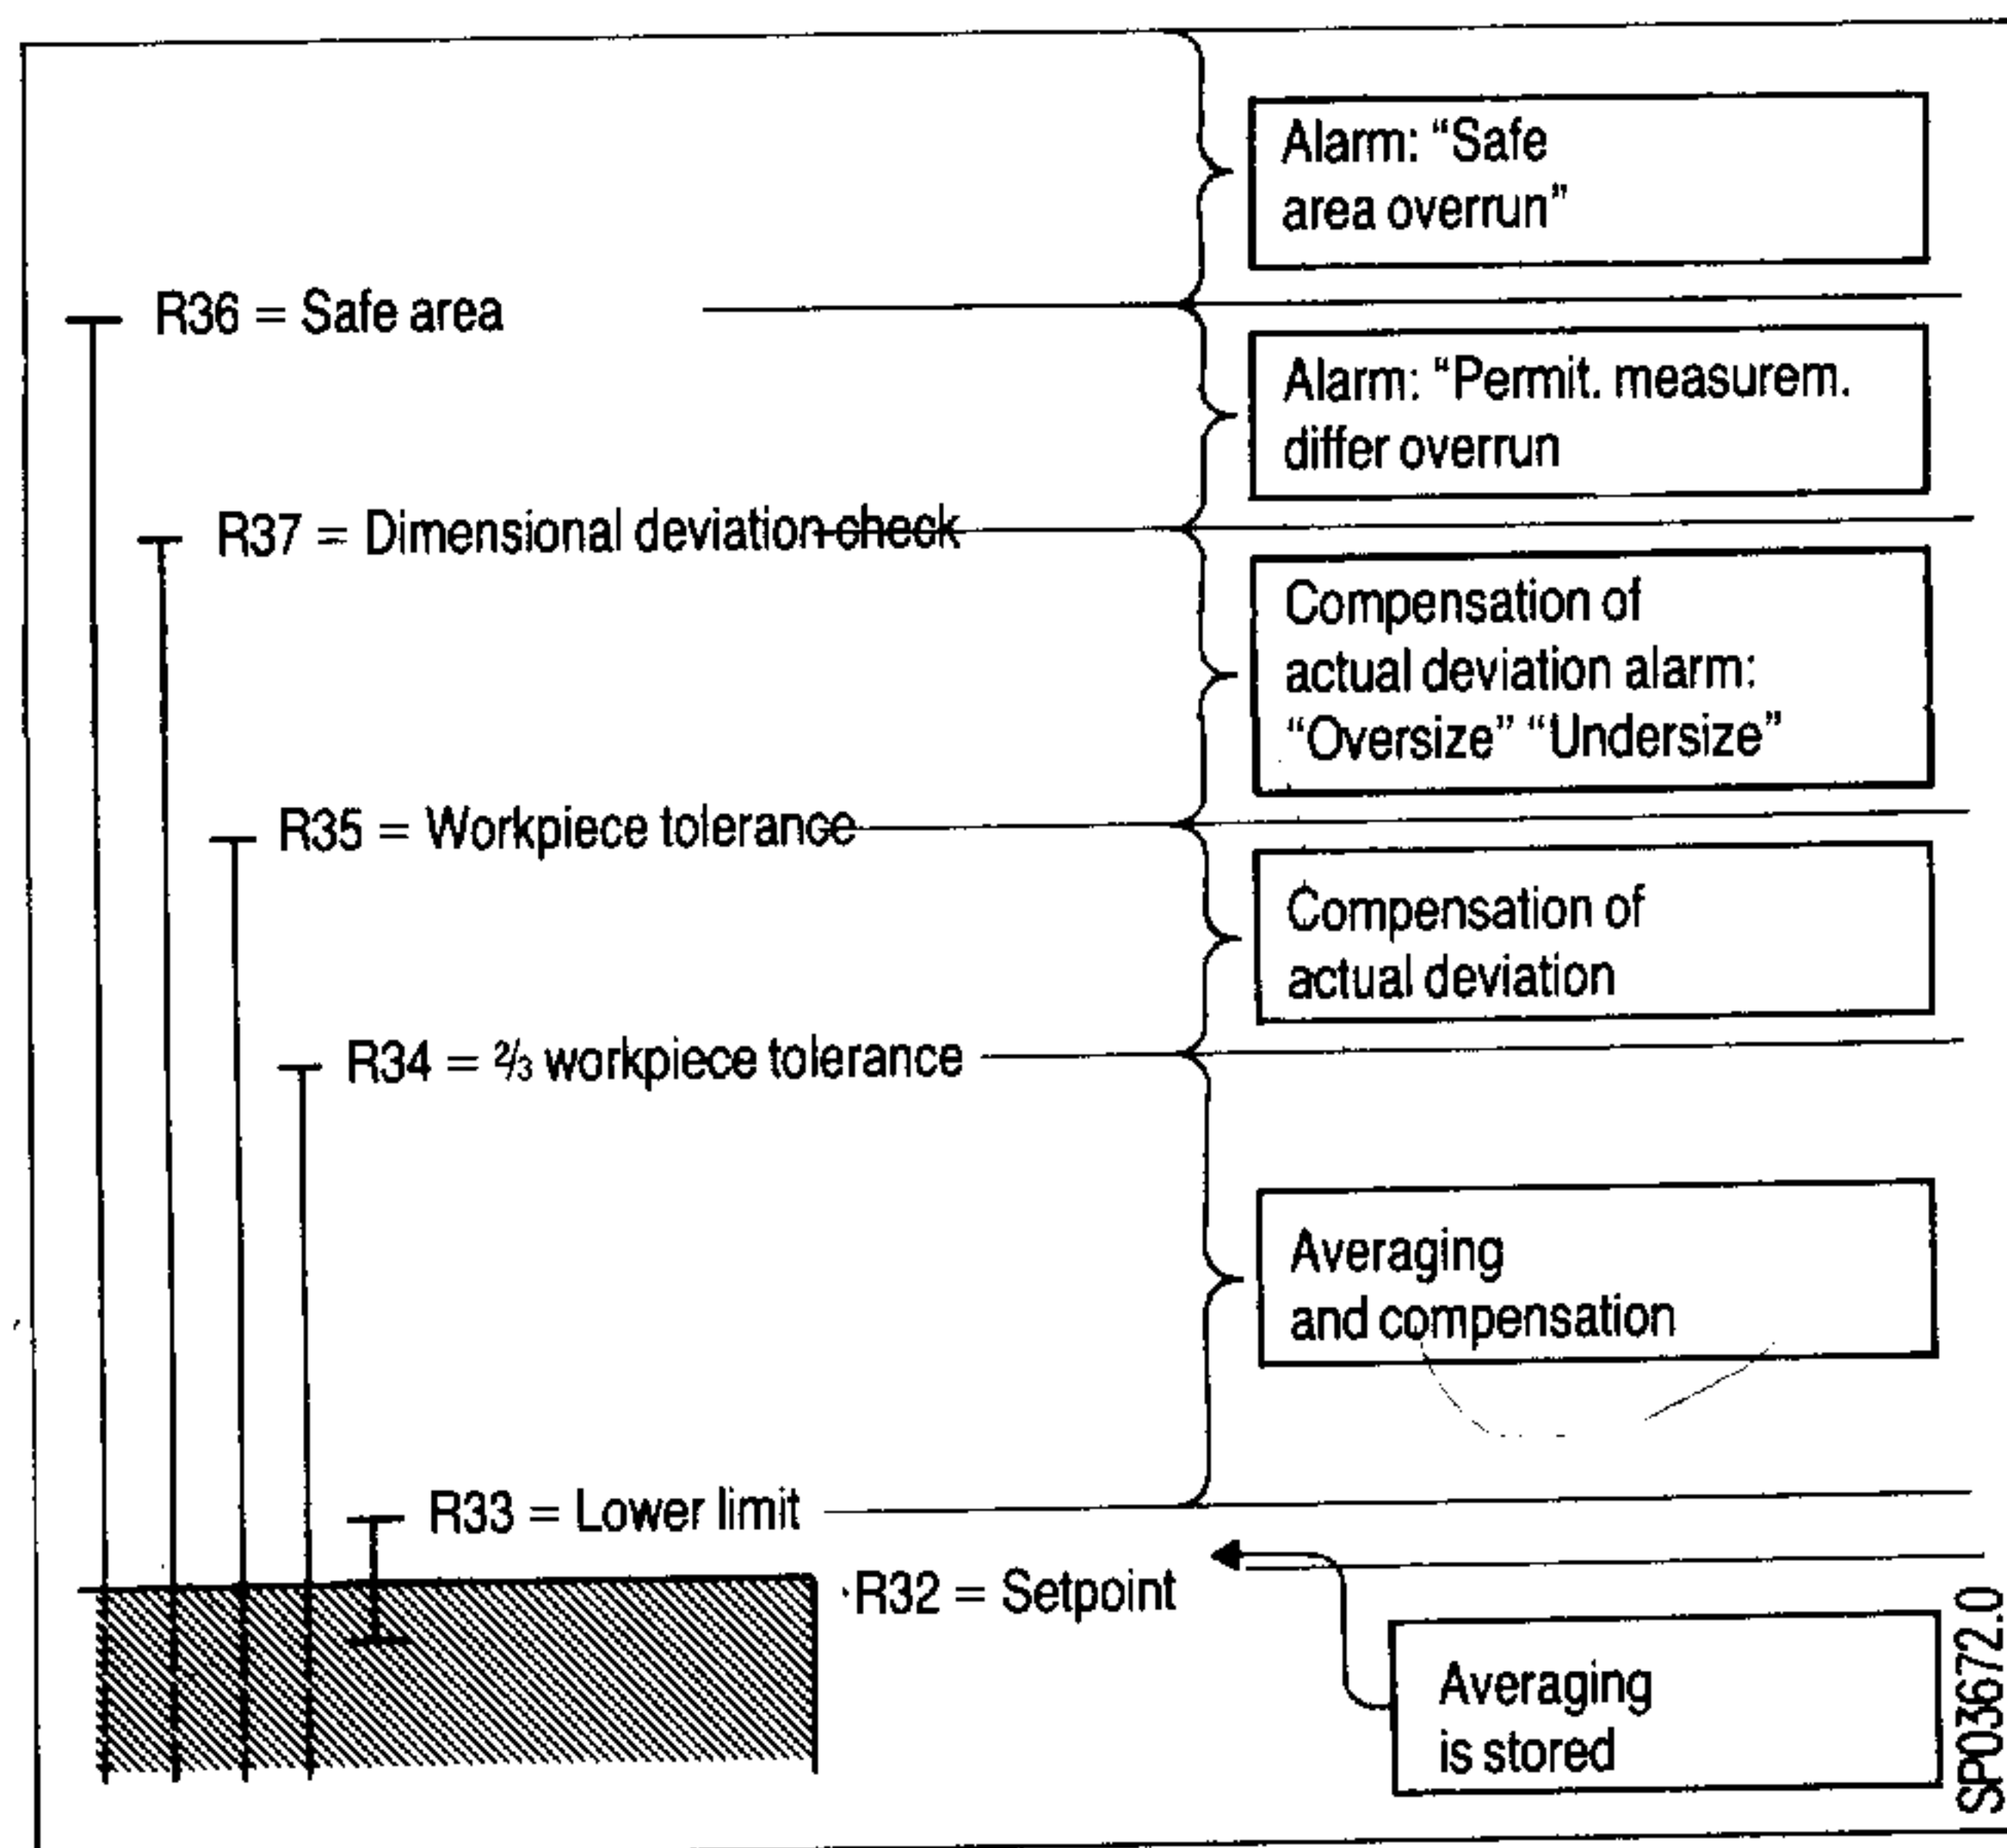 Alarm: “Safe
area overrun”
R36 = Safe area
Alarm: “Permit. measurem.
differ overrun
R37 = Dimensional deviation check
Compensation of
actual deviation alarm:
“Oversize” “Undersize”
R35 = Workpiece tolerance
Compensation of
actual deviation
R34 = ⅔ workpiece tolerance
Averaging
and compensation
R33 = Lower limit
R32 = Setpoint
Averaging
is stored
SP03672.0